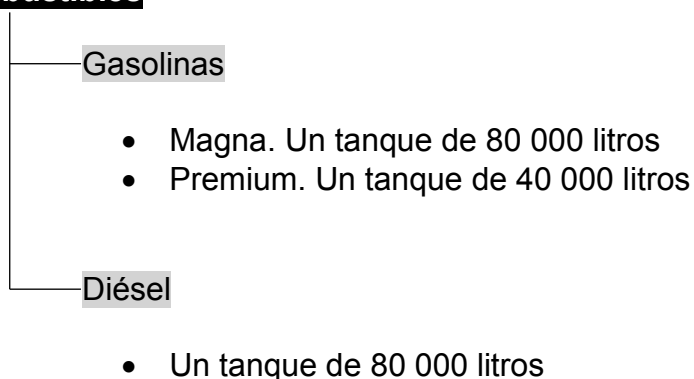 Gasolinas
• Magna. Un tanque de 80 000 litros
• Premium. Un tanque de 40 000 litros
Diésel
• Un tanque de 80 000 litros